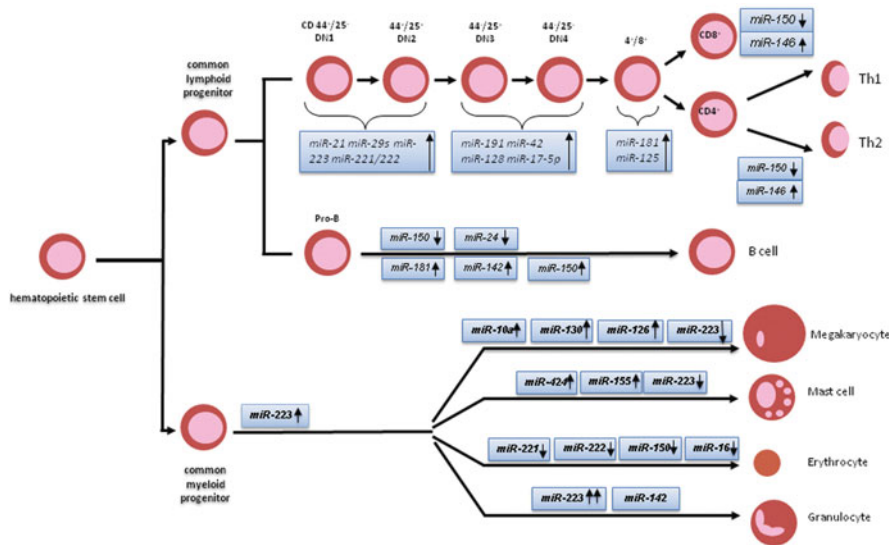 CD 44⁺/25⁻ 44⁺/25⁺ 44⁻/25⁺ 44⁻/25⁻ 4⁺/8⁺
DN1 DN2 DN3 DN4
CD8⁺
miR-150 ↓
miR-146 ↑
common
lymphoid
progenitor
CD4⁺
Th1
Th2
miR-21 miR-29s miR-
223 miR-221/222 ↑
miR-191 miR-42
miR-128 miR-17-5p ↑
miR-181
miR-125 ↑
miR-150 ↓
miR-146 ↑
Pro-B
miR-150 ↓ miR-24 ↓
miR-181 ↑ miR-142 ↑ miR-150 ↑
B cell
hematopoietic stem cell
miR-10a ↑ miR-130 ↑ miR-126 ↑ miR-223 ↓
Megakaryocyte
miR-424 ↑ miR-155 ↑ miR-223 ↓
Mast cell
miR-223 ↑
miR-221 ↓ miR-222 ↓ miR-150 ↓ miR-16 ↓
Erythrocyte
common
myeloid
progenitor
miR-223 ↑↑ miR-142
Granulocyte